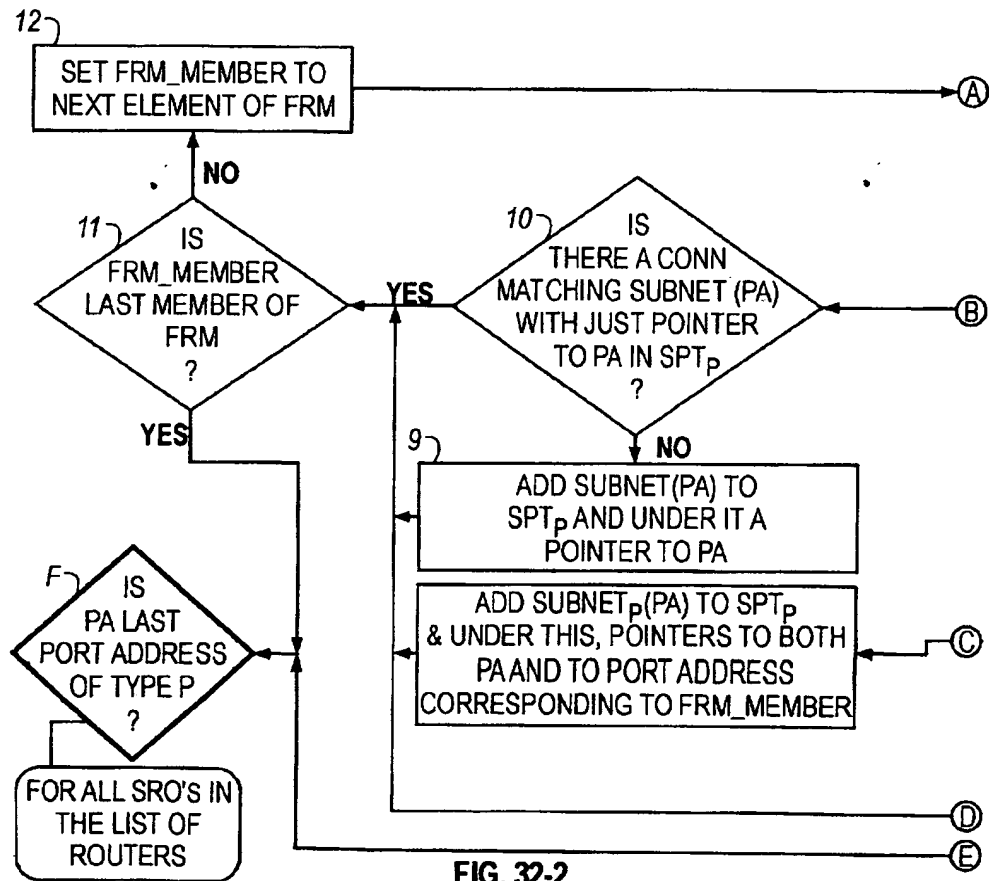 12
SET FRM_MEMBER TO
NEXT ELEMENT OF FRM
A
NO
11
IS
FRM_MEMBER
LAST MEMBER OF
FRM
?
YES
10
IS
THERE A CONN
MATCHING SUBNET (PA)
WITH JUST POINTER
TO PA IN SPTP
?
B
YES
NO
9
ADD SUBNET(PA) TO
SPTP AND UNDER IT A
POINTER TO PA
ADD SUBNETP(PA) TO SPTP
& UNDER THIS, POINTERS TO BOTH
PA AND TO PORT ADDRESS
CORRESPONDING TO FRM_MEMBER
C
F
IS
PA LAST
PORT ADDRESS
OF TYPE P
?
FOR ALL SRO'S IN
THE LIST OF
ROUTERS
D
E
FIG. 32-2